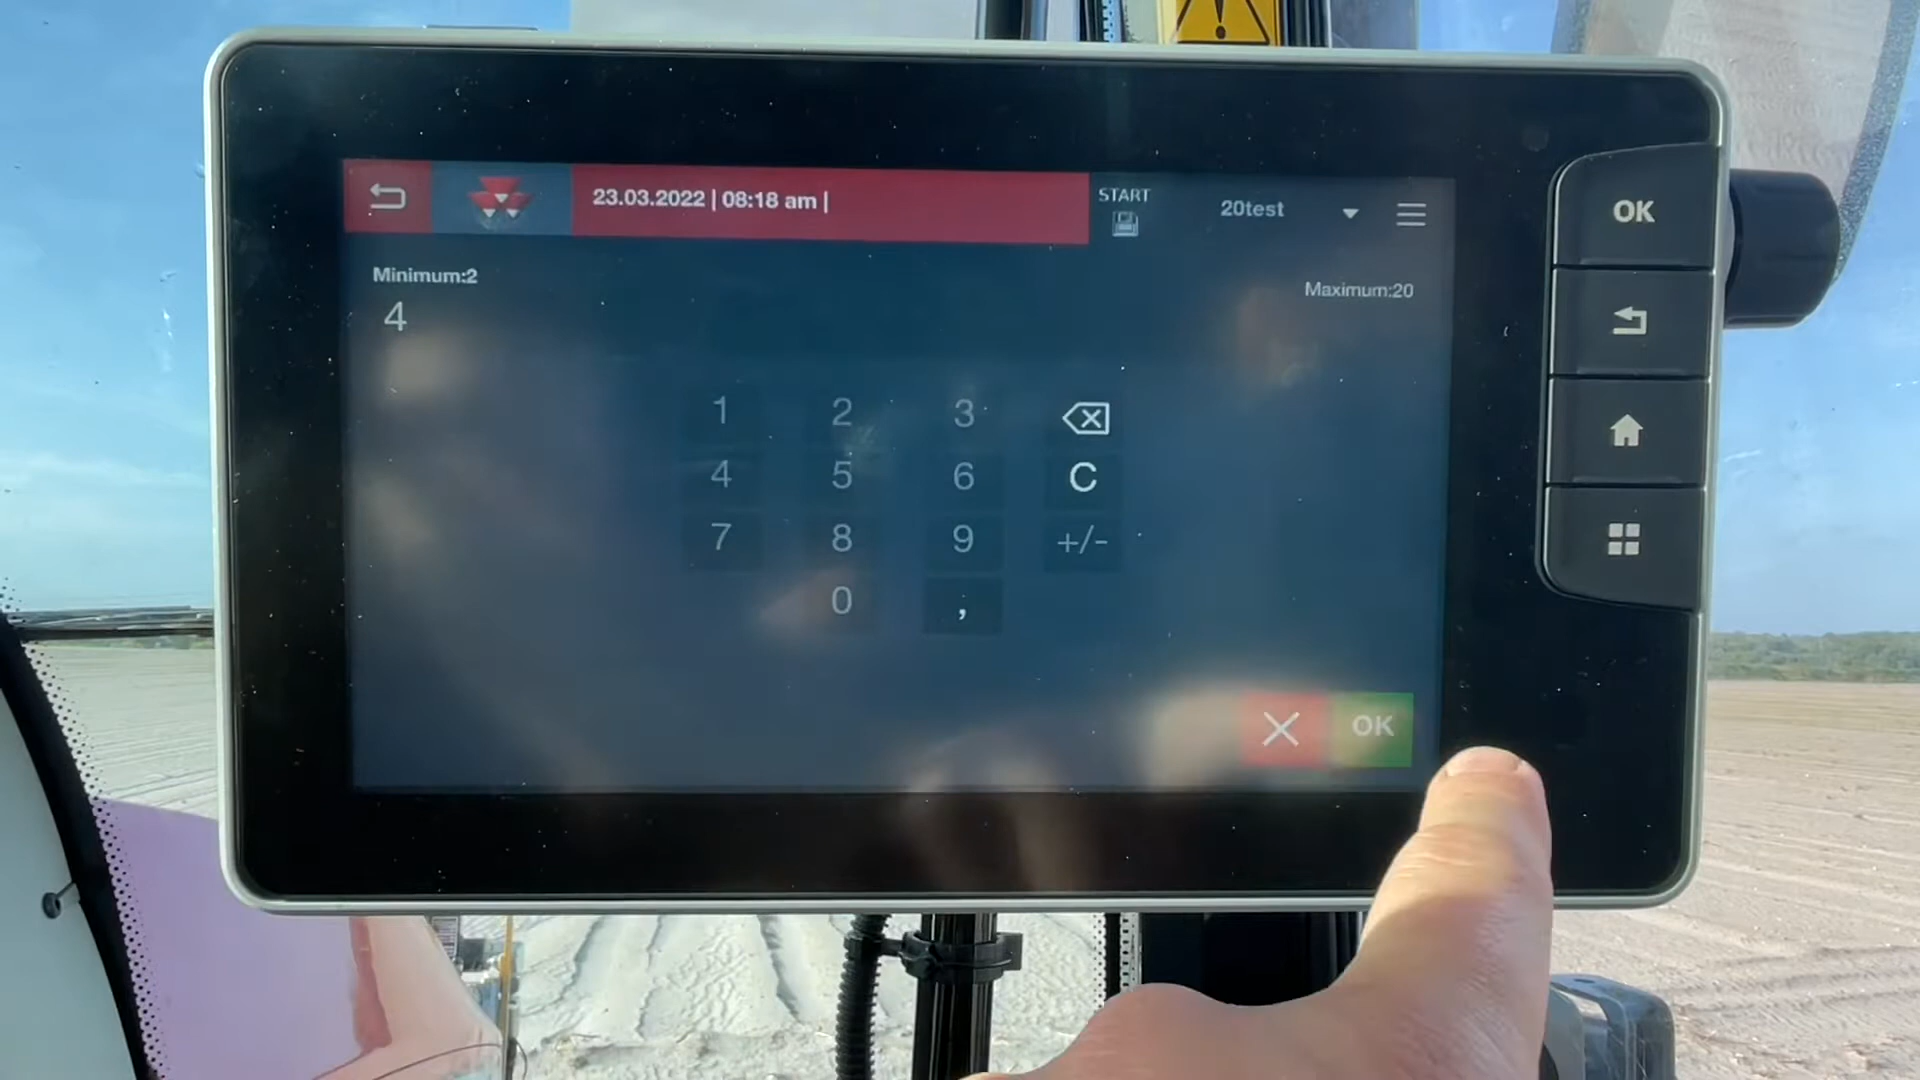 23.03.2022 | 08:18 am |
START
20test
Minimum:2
Maximum:20
4
1 2 3
4 5 6 C
7 8 9 +/-
0 ,
OK
OK